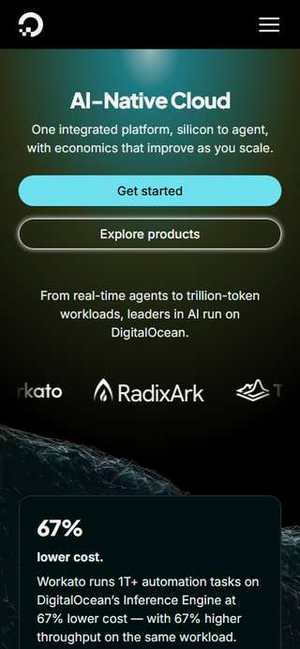 AI-Native Cloud
One integrated platform, silicon to agent,
with economics that improve as you scale.
Get started
Explore products
From real-time agents to trillion-token
workloads, leaders in AI run on
DigitalOcean.
rkato RadixArk T
67%
lower cost.
Workato runs 1T+ automation tasks on
DigitalOcean's Inference Engine at
67% lower cost — with 67% higher
throughput on the same workload.